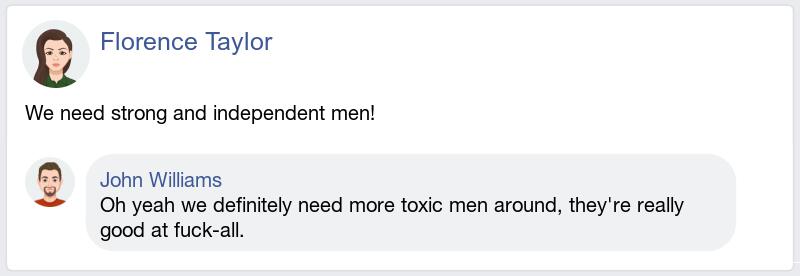 Florence Taylor
We need strong and independent men!
John Williams
Oh yeah we definitely need more toxic men around, they're really
good at fuck-all.